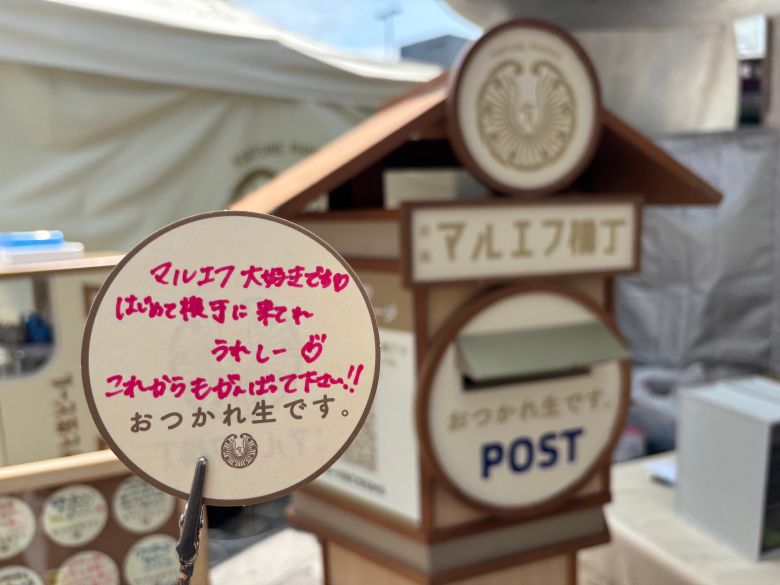 マルエフ 大好きです♡
はじめて横丁に来てれ
うれしー♡
これからもがんばって下さい!!
おつかれ生です。
マルエフ横丁
おつかれ生です。
POST